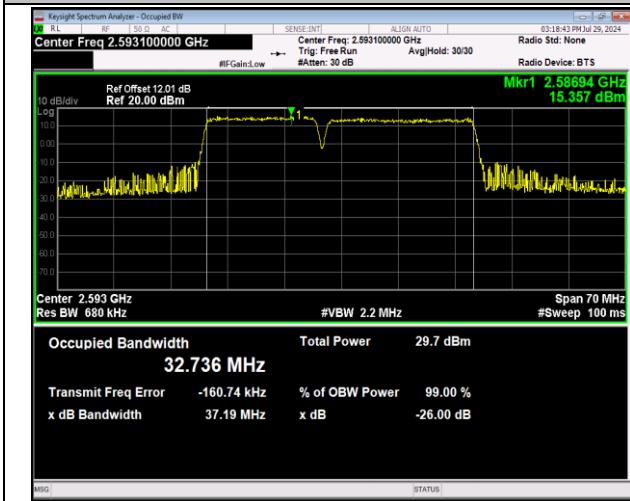 Keysight Spectrum Analyzer - Occupied BW
RL RF 50 Ω AC SENSE:INT ALIGN AUTO 03:18:43 PM Jul 29, 2024
Center Freq 2.593100000 GHz Center Freq: 2.593100000 GHz Radio Std: None
Trig: Free Run Avg|Hold: 30/30
#IFGain:Low #Atten: 30 dB Radio Device: BTS
Ref Offset 12.01 dB Mkr1 2.58694 GHz
10 dB/div Ref 20.00 dBm 15.357 dBm
Log
10.0
0.00
-10.0
-20.0
-30.0
-40.0
-50.0
-60.0
-70.0
1
Center 2.593 GHz Span 70 MHz
Res BW 680 kHz #VBW 2.2 MHz #Sweep 100 ms
Occupied Bandwidth Total Power 29.7 dBm
32.736 MHz
Transmit Freq Error -160.74 kHz % of OBW Power 99.00 %
x dB Bandwidth 37.19 MHz x dB -26.00 dB
MSG STATUS